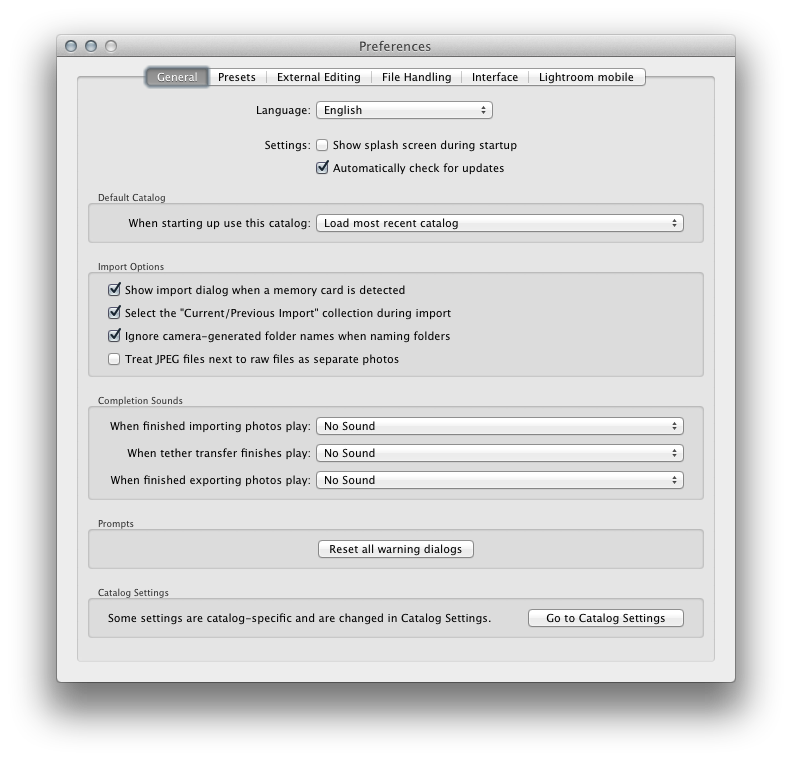 Preferences
General Presets External Editing File Handling Interface Lightroom mobile
Language: English
Settings: Show splash screen during startup
Automatically check for updates
Default Catalog
When starting up use this catalog: Load most recent catalog
Import Options
Show import dialog when a memory card is detected
Select the "Current/Previous Import" collection during import
Ignore camera-generated folder names when naming folders
Treat JPEG files next to raw files as separate photos
Completion Sounds
When finished importing photos play: No Sound
When tether transfer finishes play: No Sound
When finished exporting photos play: No Sound
Prompts
Reset all warning dialogs
Catalog Settings
Some settings are catalog-specific and are changed in Catalog Settings. Go to Catalog Settings